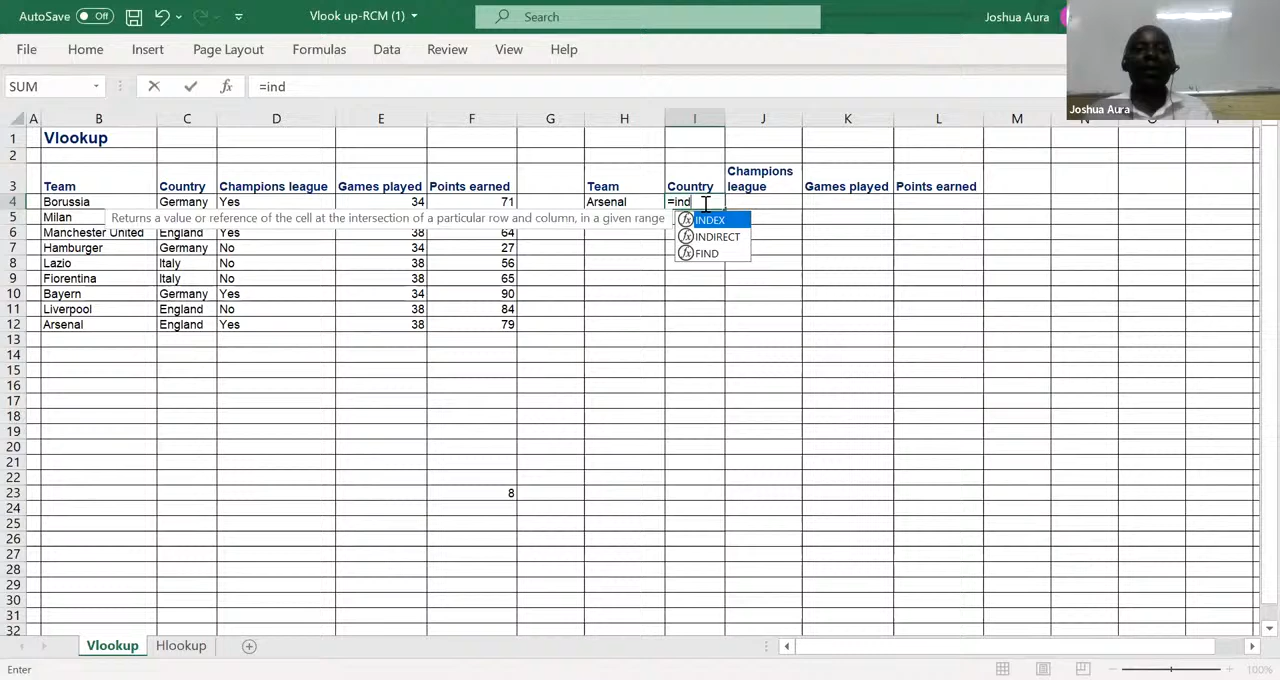 AutoSave Off Vlook up-RCM (1) Search Joshua Aura
File Home Insert Page Layout Formulas Data Review View Help
SUM fx =ind
Joshua Aura
A B C D E F G H I J K L M N
1 Vlookup
2
3 Team Country Champions league Games played Points earned Team Country Champions league Games played Points earned
4 Borussia Germany Yes 34 71 Arsenal =ind
5 Milan Returns a value or reference of the cell at the intersection of a particular row and column, in a given range fx INDEX
6 Manchester United England Yes 38 64 fx INDIRECT
7 Hamburger Germany No 34 27 fx FIND
8 Lazio Italy No 38 56
9 Fiorentina Italy No 38 65
10 Bayern Germany Yes 34 90
11 Liverpool England No 38 84
12 Arsenal England Yes 38 79
13
14
15
16
17
18
19
20
21
22
23 8
24
25
26
27
28
29
30
31
32
Vlookup Hlookup
Enter 100%